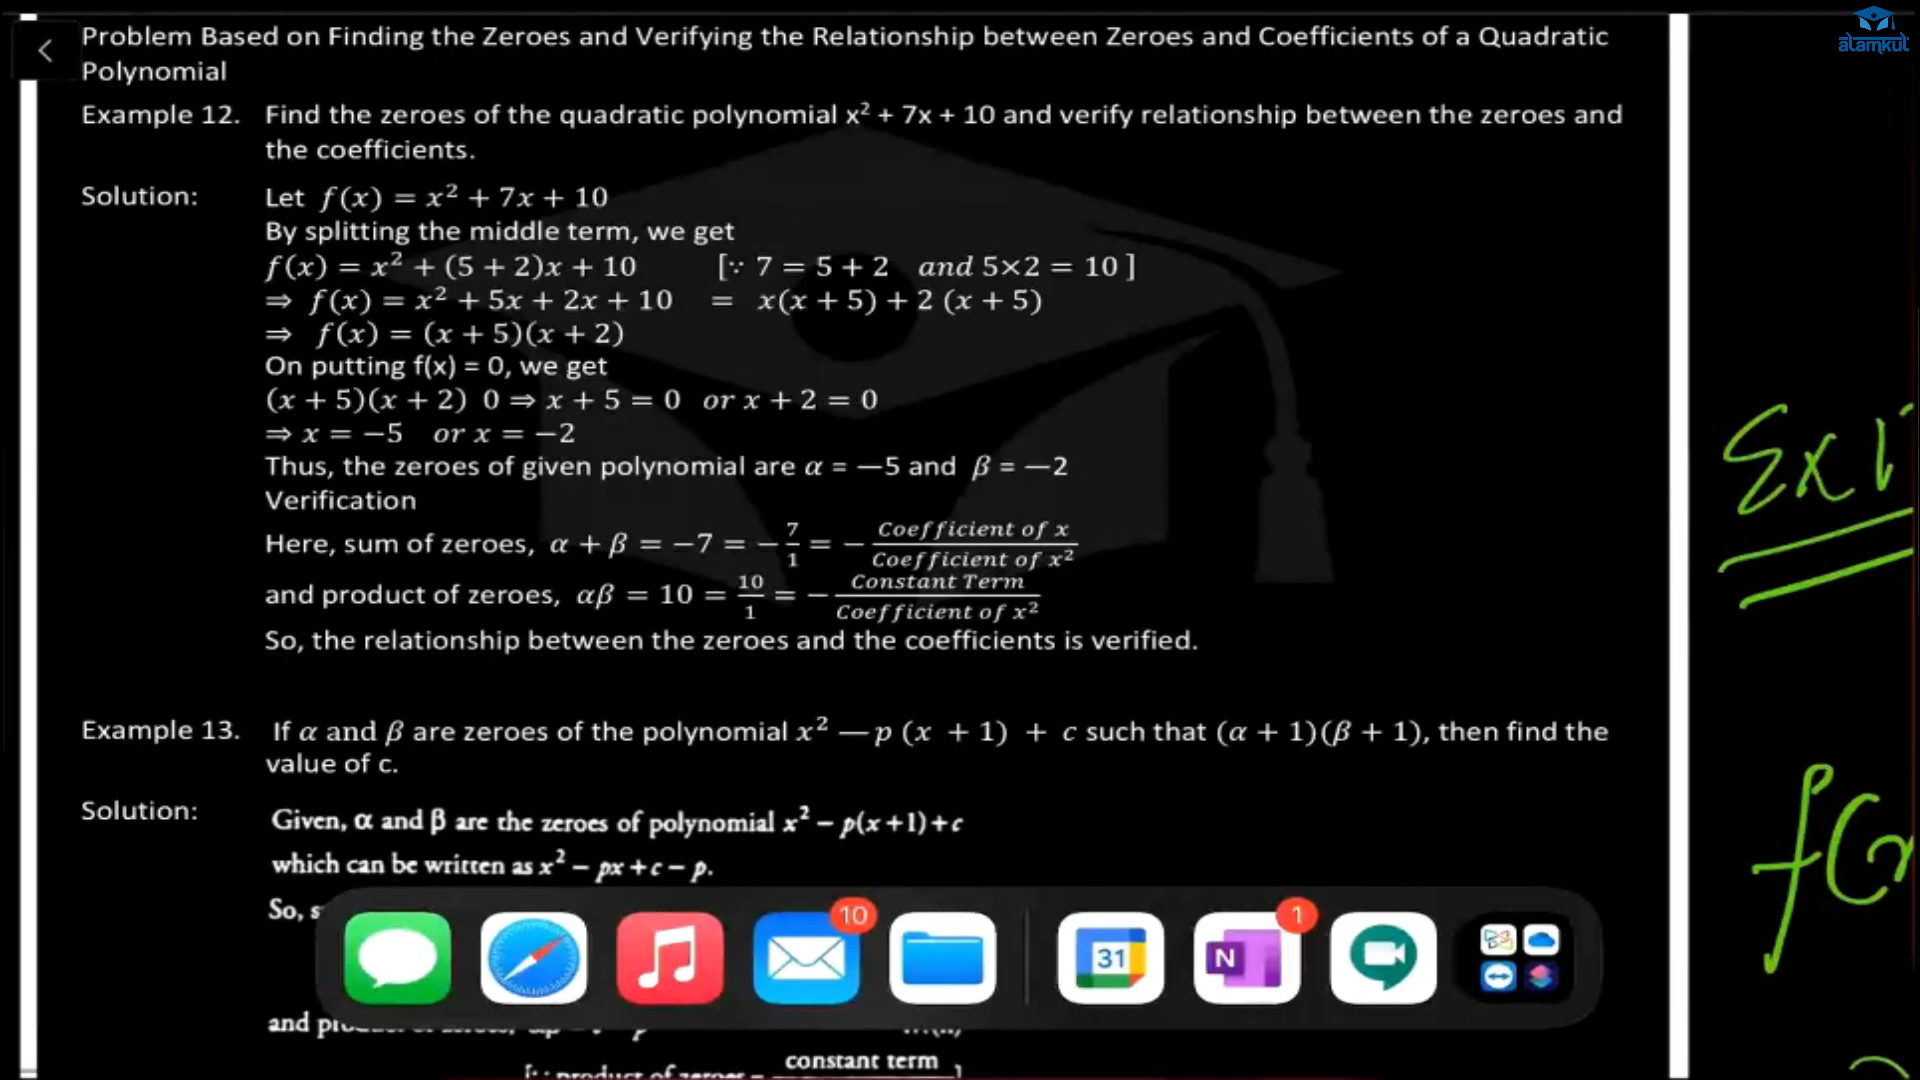 Problem Based on Finding the Zeroes and Verifying the Relationship between Zeroes and Coefficients of a Quadratic
Polynomial
alamkul
Example 12. Find the zeroes of the quadratic polynomial x² + 7x + 10 and verify relationship between the zeroes and
the coefficients.
Solution: Let f(x) = x² + 7x + 10
By splitting the middle term, we get
f(x) = x² + (5 + 2)x + 10 [∵ 7 = 5 + 2 and 5×2 = 10 ]
⇒ f(x) = x² + 5x + 2x + 10 = x(x + 5) + 2 (x + 5)
⇒ f(x) = (x + 5)(x + 2)
On putting f(x) = 0, we get
(x + 5)(x + 2) 0 ⇒ x + 5 = 0 or x + 2 = 0
⇒ x = −5 or x = −2
Thus, the zeroes of given polynomial are α = —5 and β = —2
Verification
Here, sum of zeroes, α + β = −7 = −7/1 = − Coefficient of x / Coefficient of x²
and product of zeroes, αβ = 10 = 10/1 = − Constant Term / Coefficient of x²
So, the relationship between the zeroes and the coefficients is verified.
Example 13. If α and β are zeroes of the polynomial x² —p (x + 1) + c such that (α + 1)(β + 1), then find the
value of c.
Solution: Given, α and β are the zeroes of polynomial x² − p(x+1)+c
which can be written as x² − px+c − p.
So,
10
31
N
1
and
constant term
[∵ product of zeroes = ]
Ex 1
f(x